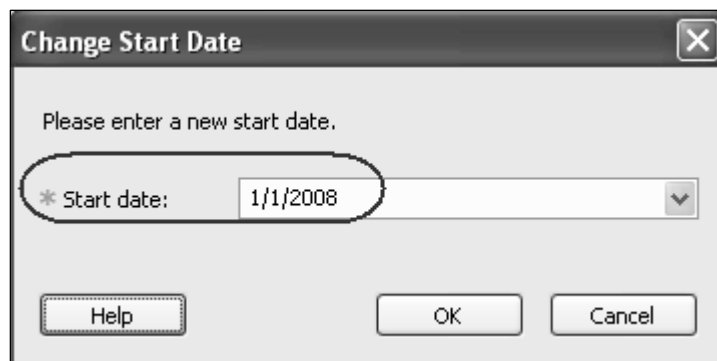 Change Start Date
Please enter a new start date.
* Start date: 1/1/2008
Help OK Cancel